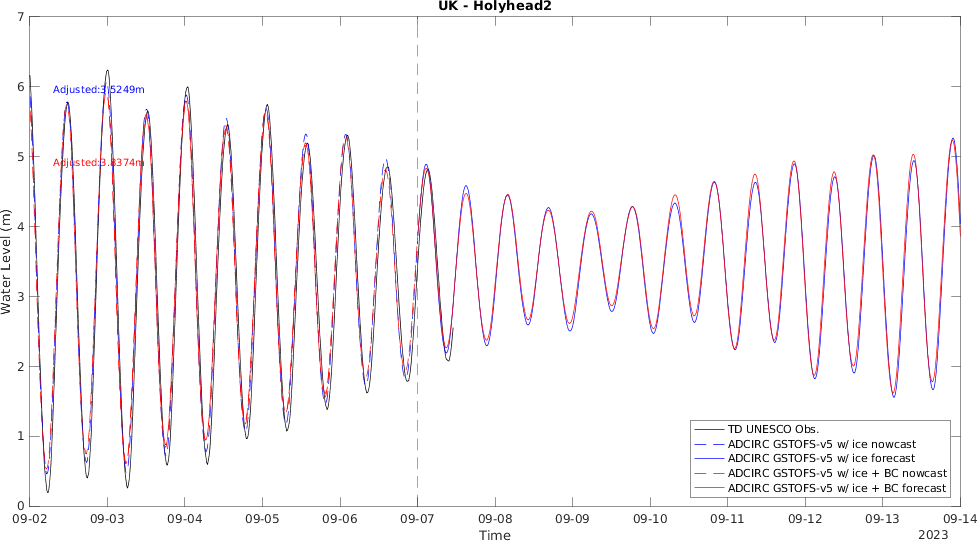 UK - Holyhead2
7
6
5
4
3
2
1
0
Water Level (m)
Adjusted:3.5249m
Adjusted:3.8374m
TD UNESCO Obs.
ADCIRC GSTOFS-v5 w/ ice nowcast
ADCIRC GSTOFS-v5 w/ ice forecast
ADCIRC GSTOFS-v5 w/ ice + BC nowcast
ADCIRC GSTOFS-v5 w/ ice + BC forecast
09-02 09-03 09-04 09-05 09-06 09-07 09-08 09-09 09-10 09-11 09-12 09-13 09-14
Time
2023